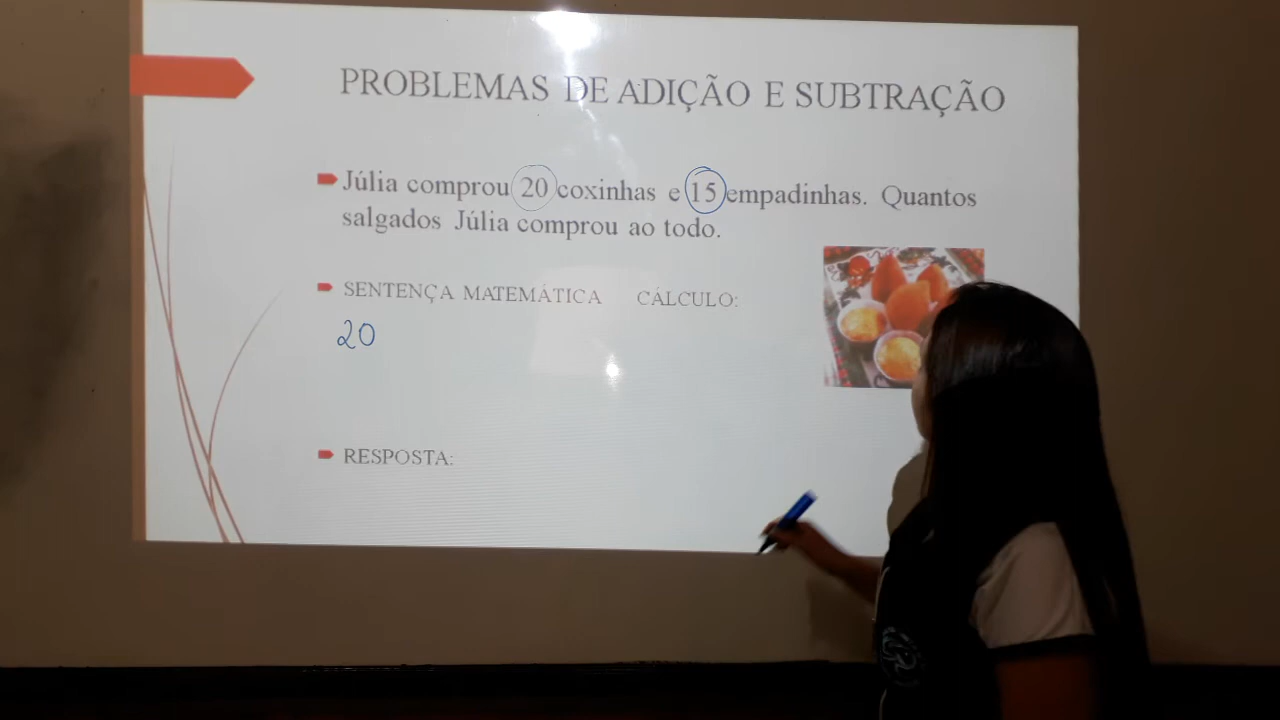 PROBLEMAS DE ADIÇÃO E SUBTRAÇÃO
Júlia comprou 20 coxinhas e 15 empadinhas. Quantos
salgados Júlia comprou ao todo.
SENTENÇA MATEMÁTICA CÁLCULO:
20
RESPOSTA: